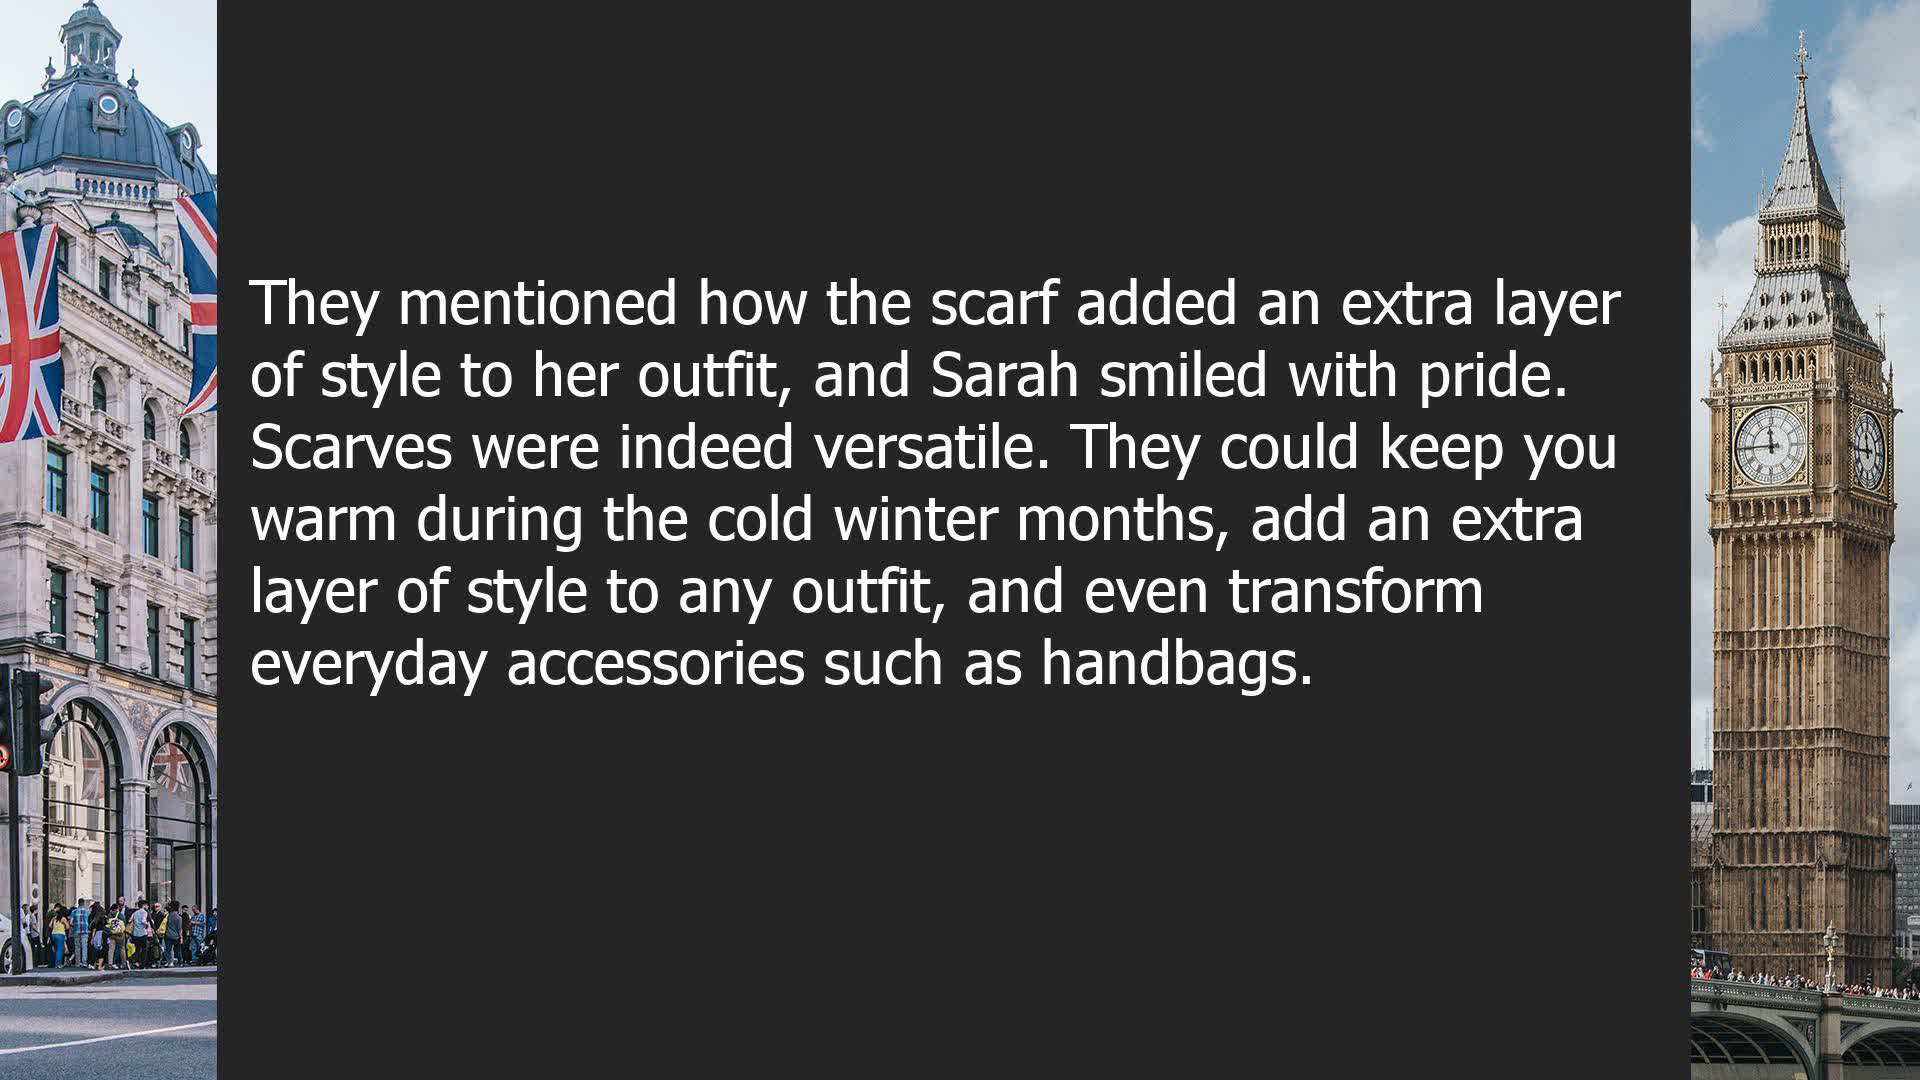 They mentioned how the scarf added an extra layer
of style to her outfit, and Sarah smiled with pride.
Scarves were indeed versatile. They could keep you
warm during the cold winter months, add an extra
layer of style to any outfit, and even transform
everyday accessories such as handbags.